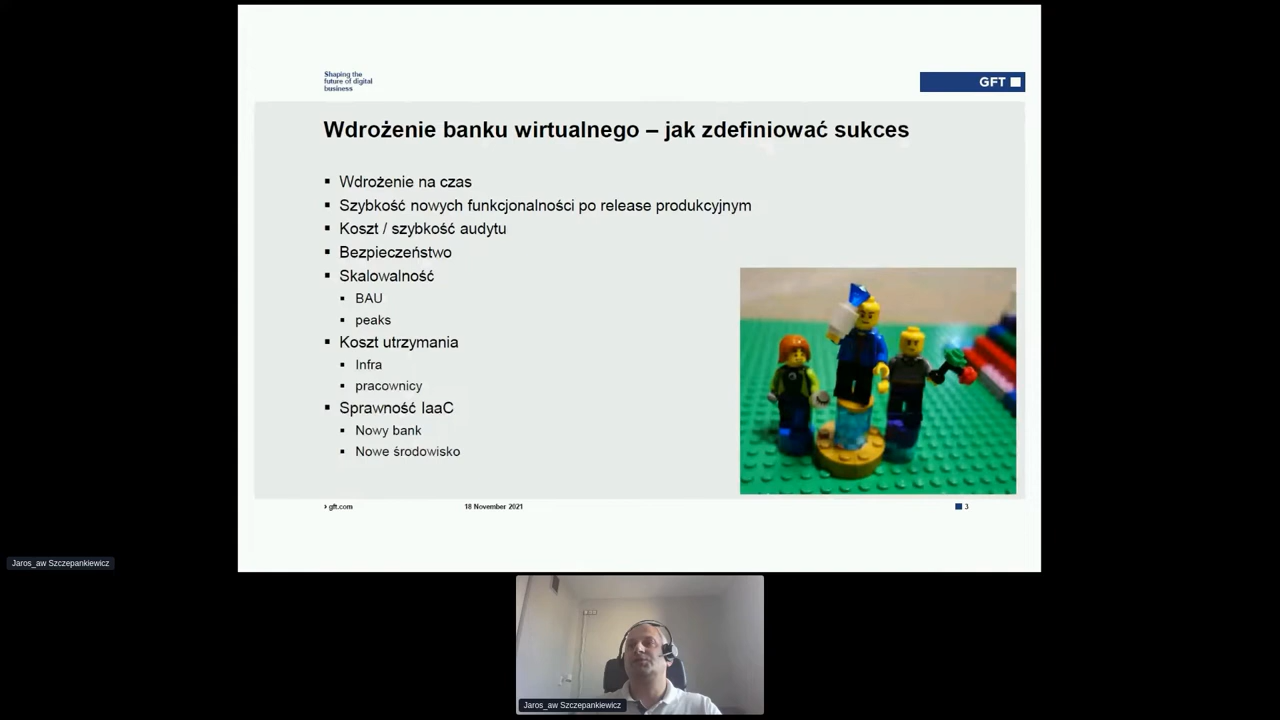 Shaping the
future of digital
business
GFT
Wdrożenie banku wirtualnego – jak zdefiniować sukces
▪ Wdrożenie na czas
▪ Szybkość nowych funkcjonalności po release produkcyjnym
▪ Koszt / szybkość audytu
▪ Bezpieczeństwo
▪ Skalowalność
▪ BAU
▪ peaks
▪ Koszt utrzymania
▪ Infra
▪ pracownicy
▪ Sprawność IaaC
▪ Nowy bank
▪ Nowe środowisko
› gft.com
18 November 2021
3
Jaros_aw Szczepankiewicz
Jaros_aw Szczepankiewicz